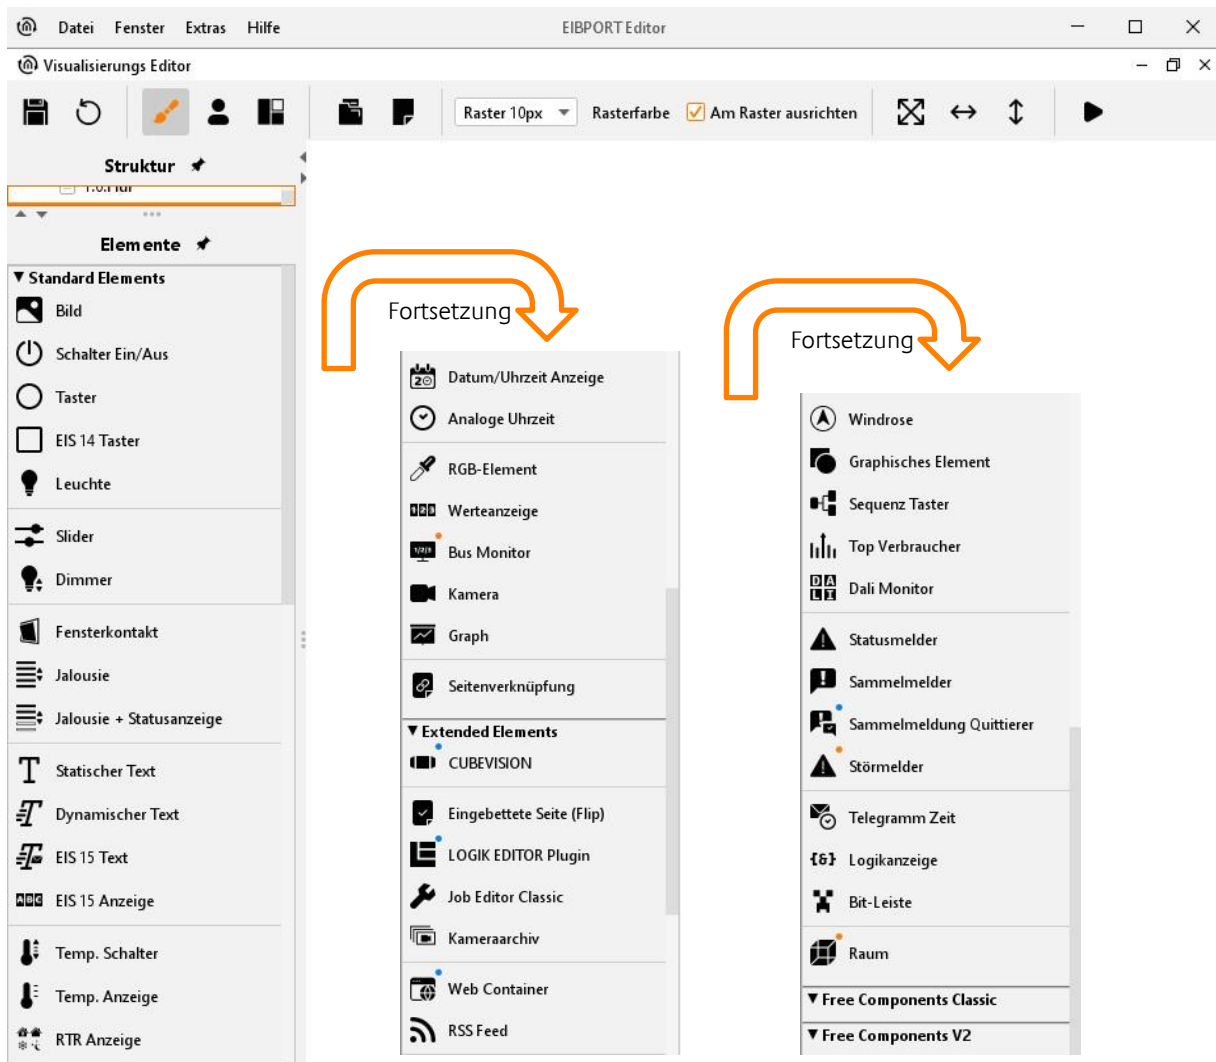 Datei Fenster Extras Hilfe EIBPORT Editor
Visualisierungs Editor
Raster 10px Rasterfarbe Am Raster ausrichten
Struktur
Elemente
Standard Elements
Bild
Schalter Ein/Aus
Taster
EIS 14 Taster
Leuchte
Slider
Dimmer
Fensterkontakt
Jalousie
Jalousie + Statusanzeige
Statischer Text
Dynamischer Text
EIS 15 Text
EIS 15 Anzeige
Temp. Schalter
Temp. Anzeige
RTR Anzeige
Fortsetzung
Datum/Uhrzeit Anzeige
Analoge Uhrzeit
RGB-Element
Werteanzeige
Bus Monitor
Kamera
Graph
Seitenverknüpfung
Extended Elements
CUBEVISION
Eingebettete Seite (Flip)
LOGIK EDITOR Plugin
Job Editor Classic
Kameraarchiv
Web Container
RSS Feed
Fortsetzung
Windrose
Graphisches Element
Sequenz Taster
Top Verbraucher
Dali Monitor
Statusmelder
Sammelmelder
Sammelmeldung Quittierer
Störmelder
Telegramm Zeit
Logikanzeige
Bit-Leiste
Raum
Free Components Classic
Free Components V2